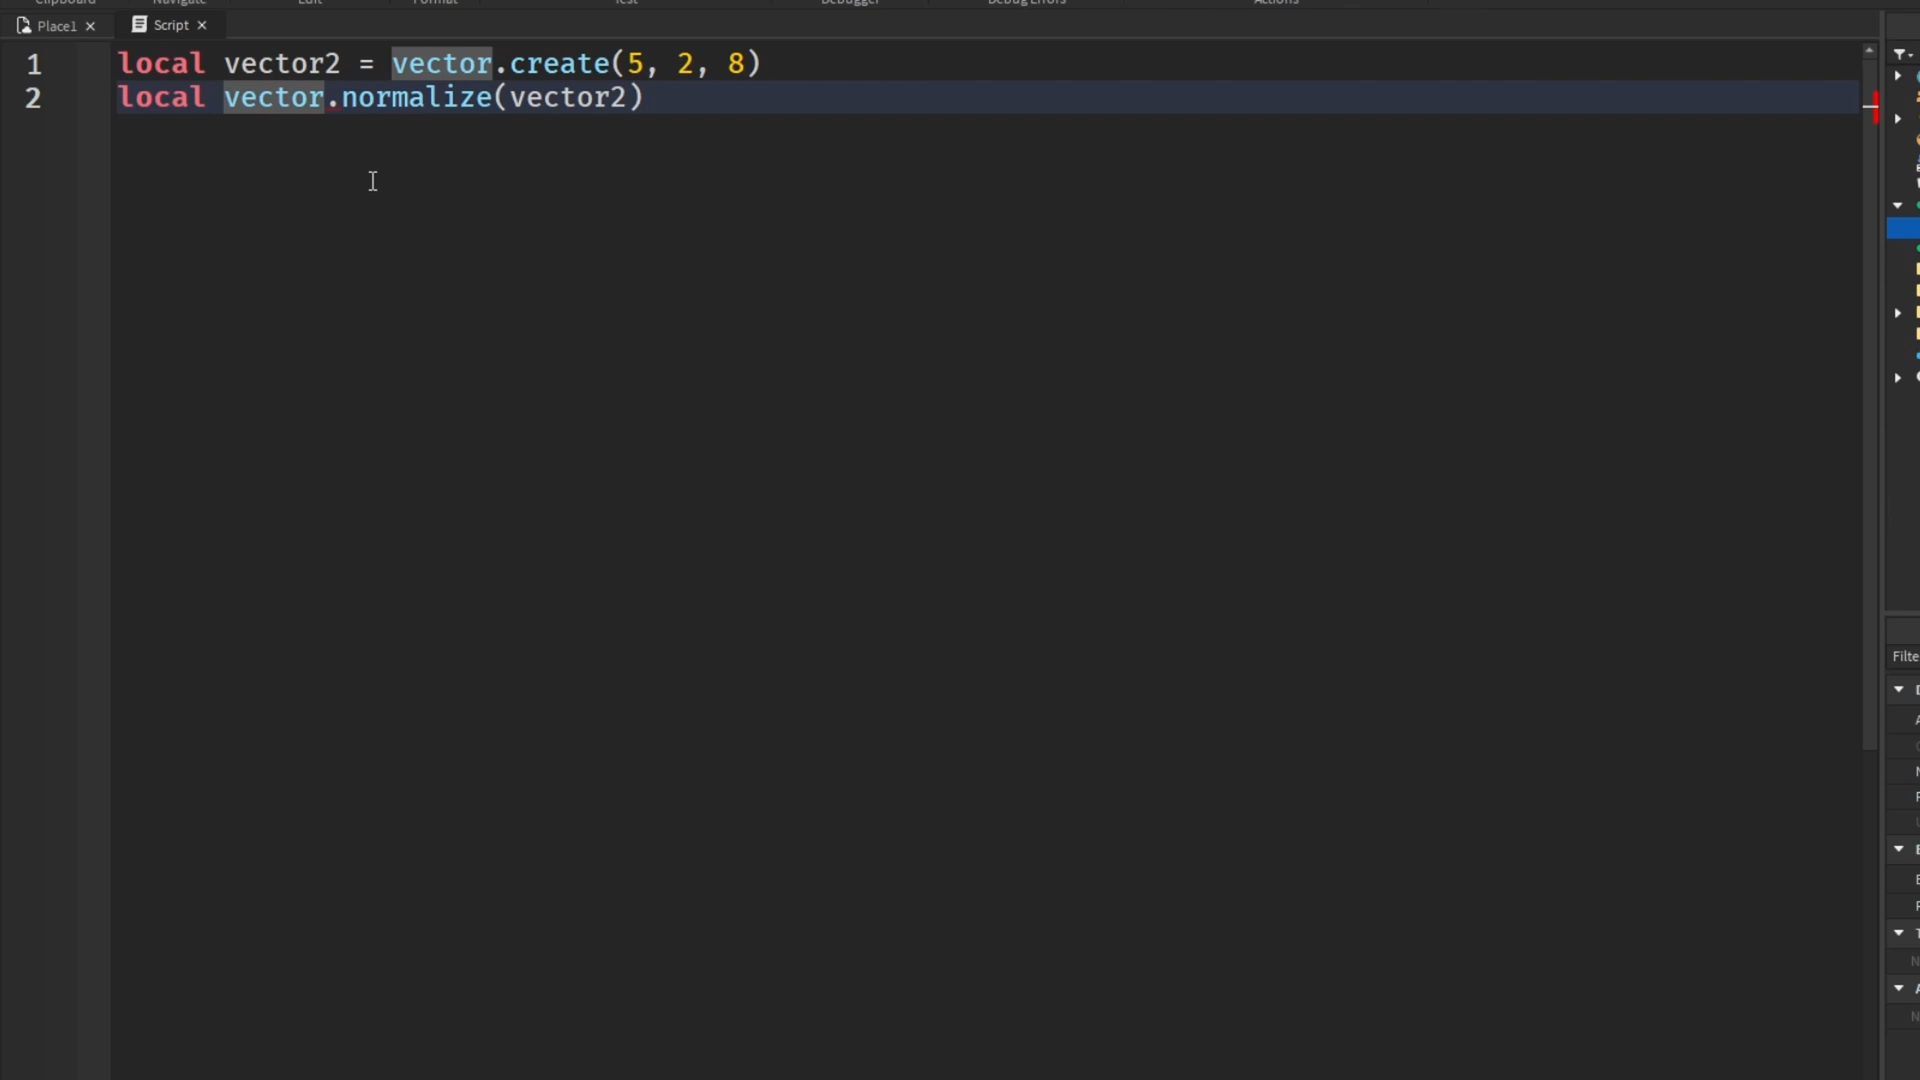 Place1
Script
1 local vector2 = vector.create(5, 2, 8)
2 local vector.normalize(vector2)
Filte